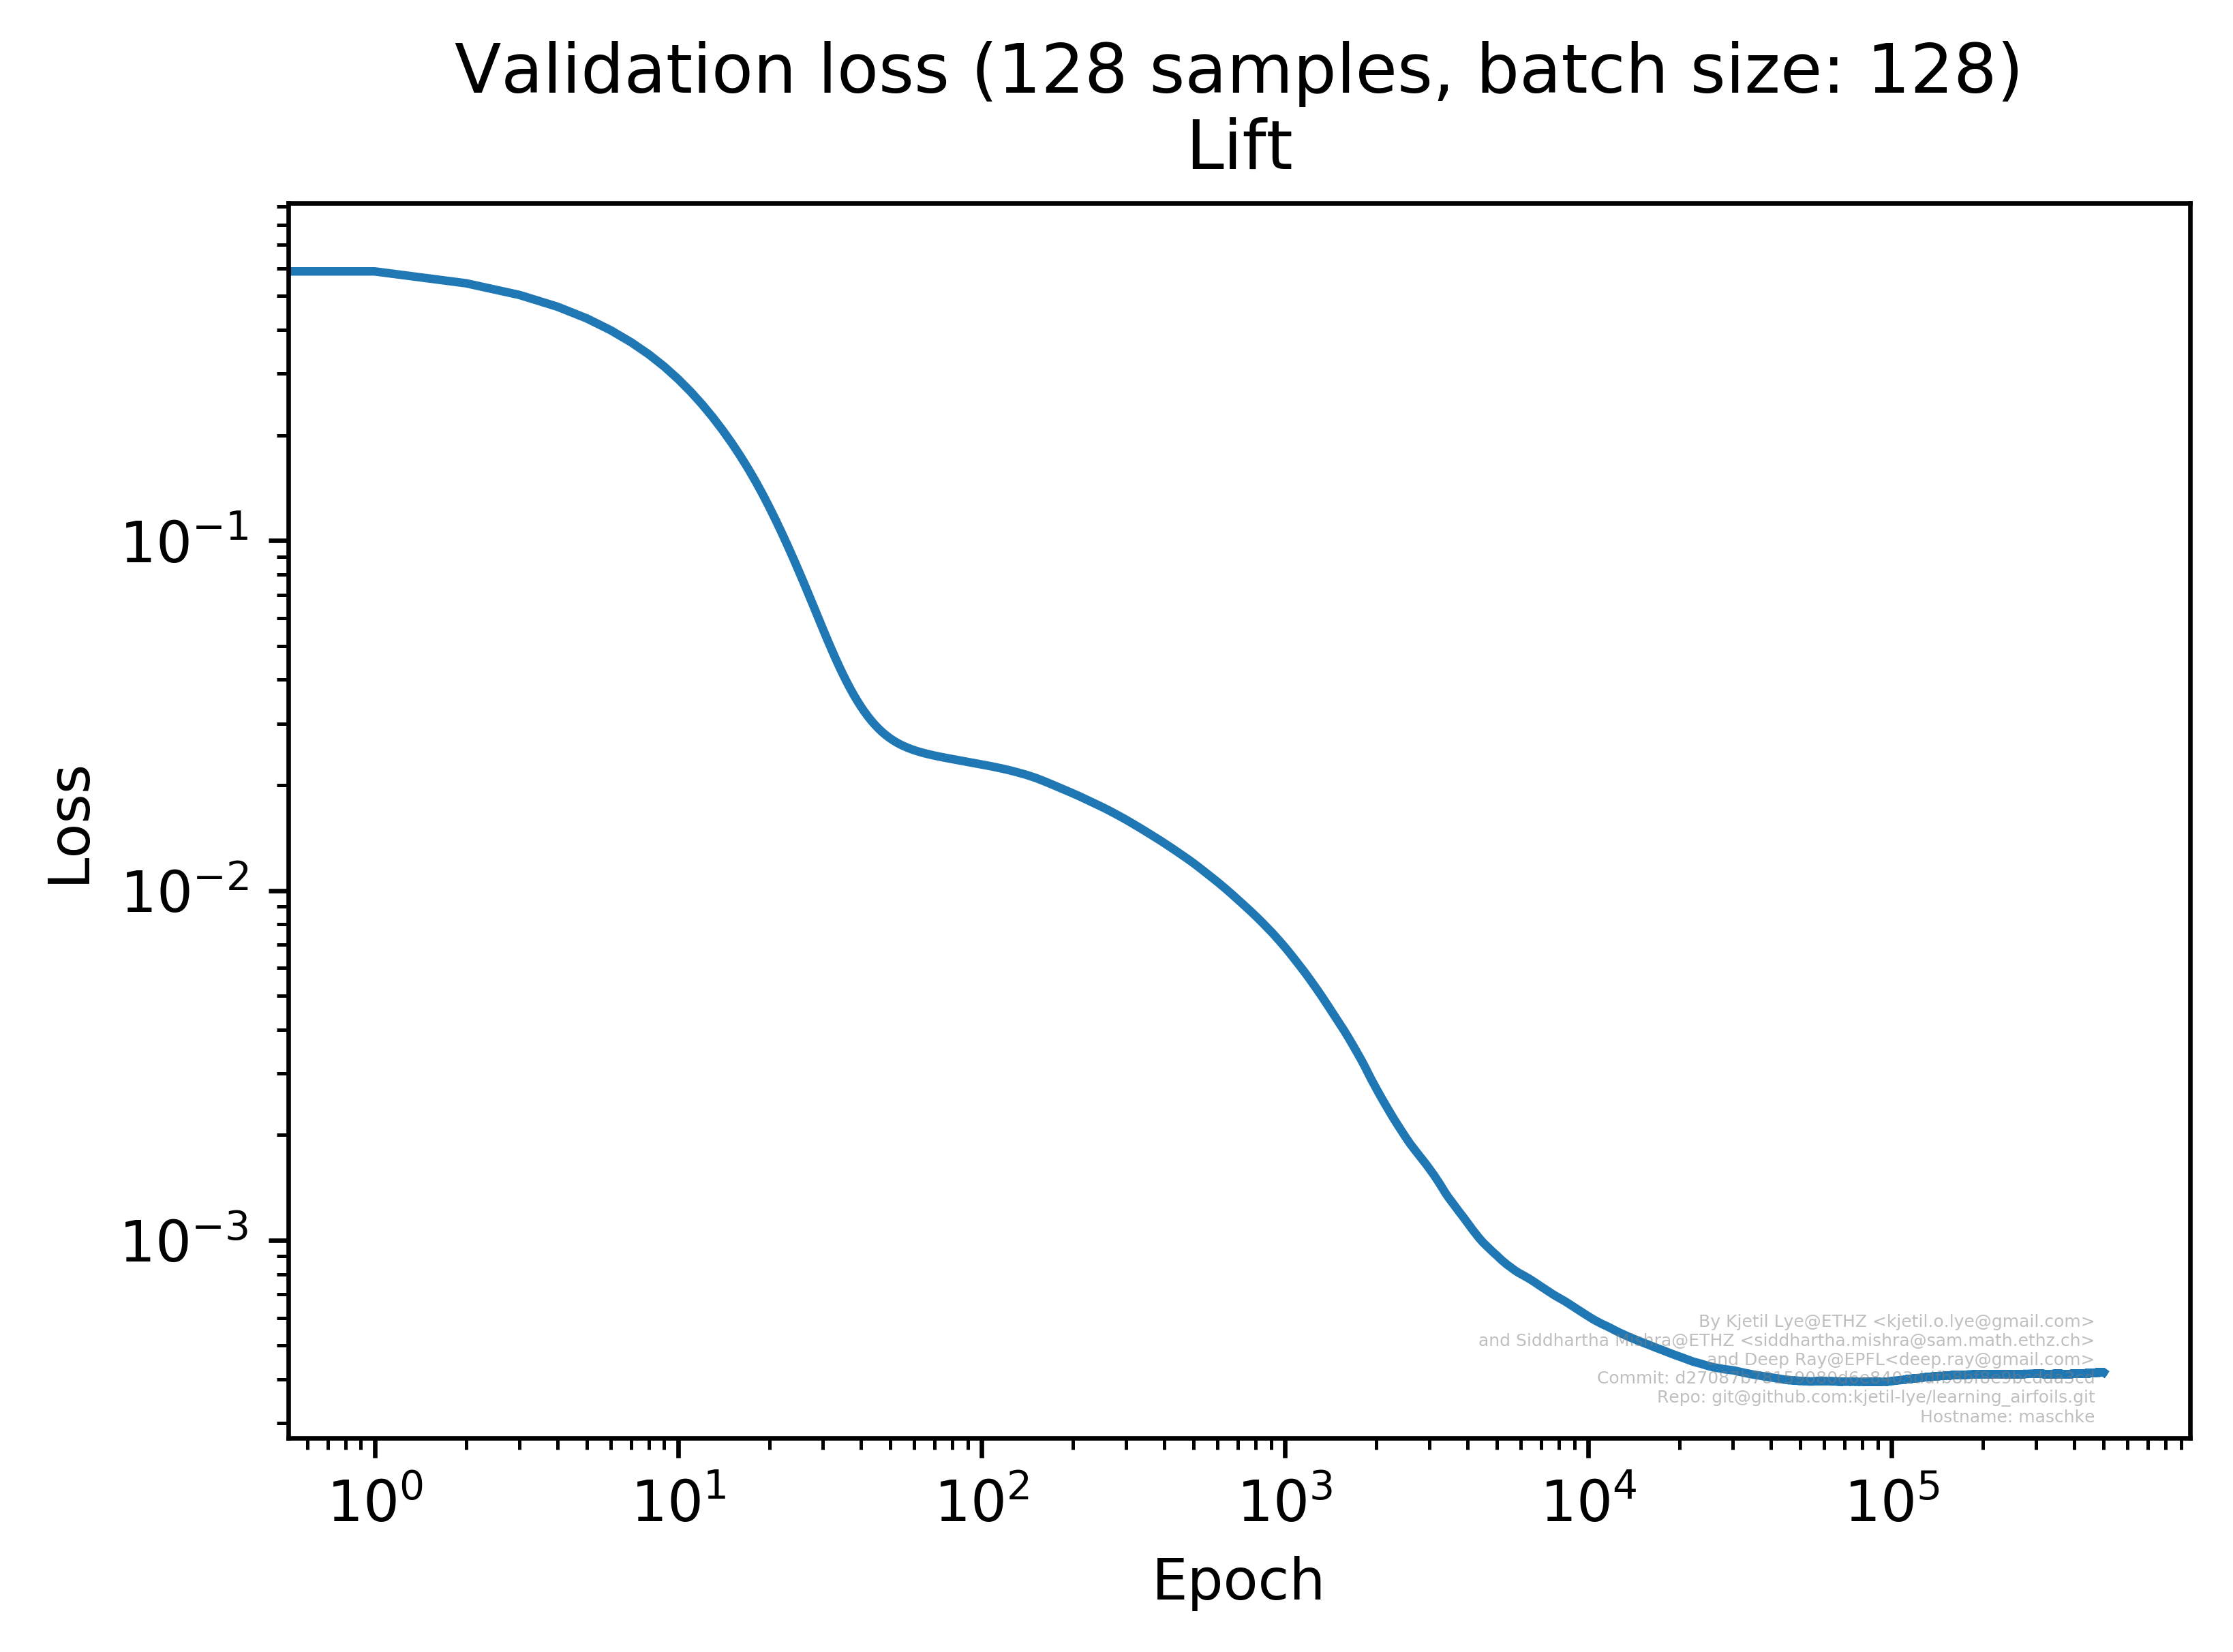 Validation loss (128 samples, batch size: 128)
Lift
Loss
10⁻¹
10⁻²
10⁻³
10⁰
10¹
10²
10³
10⁴
10⁵
Epoch
By Kjetil Lye@ETHZ <kjetil.o.lye@gmail.com>
and Siddhartha Mishra@ETHZ <siddhartha.mishra@sam.math.ethz.ch>
and Deep Ray@EPFL<deep.ray@gmail.com>
Commit:
Repo: git@github.com:kjetil-lye/learning_airfoils.git
Hostname: maschke